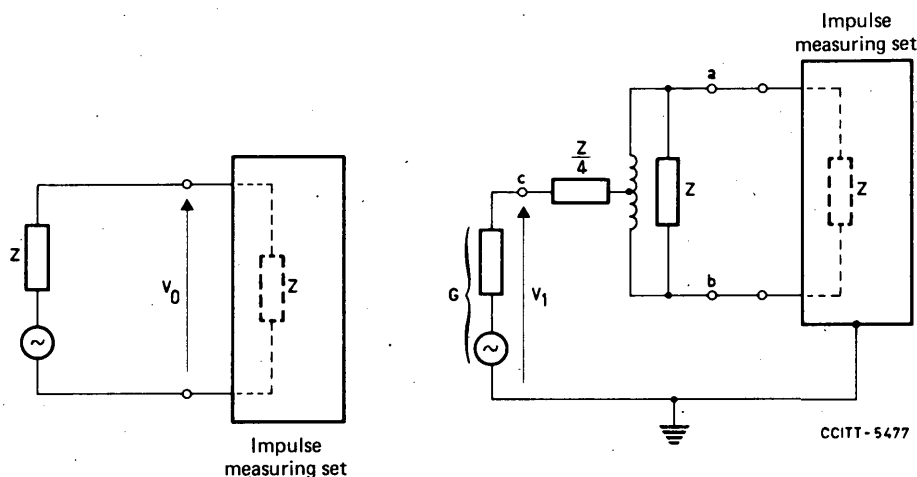 Impulse
measuring set
Z
V0
Z
Impulse
measuring set
a
Z/4
c
Z
Z
G
V1
b
CCITT-5477